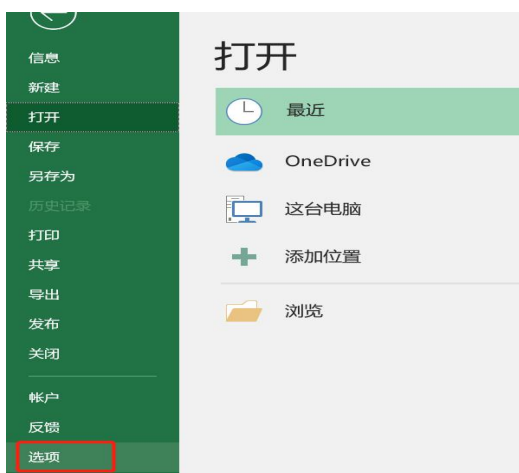 信息
新建
打开
保存
另存为
历史记录
打印
共享
导出
发布
关闭
帐户
反馈
选项
打开
最近
OneDrive
这台电脑
添加位置
浏览